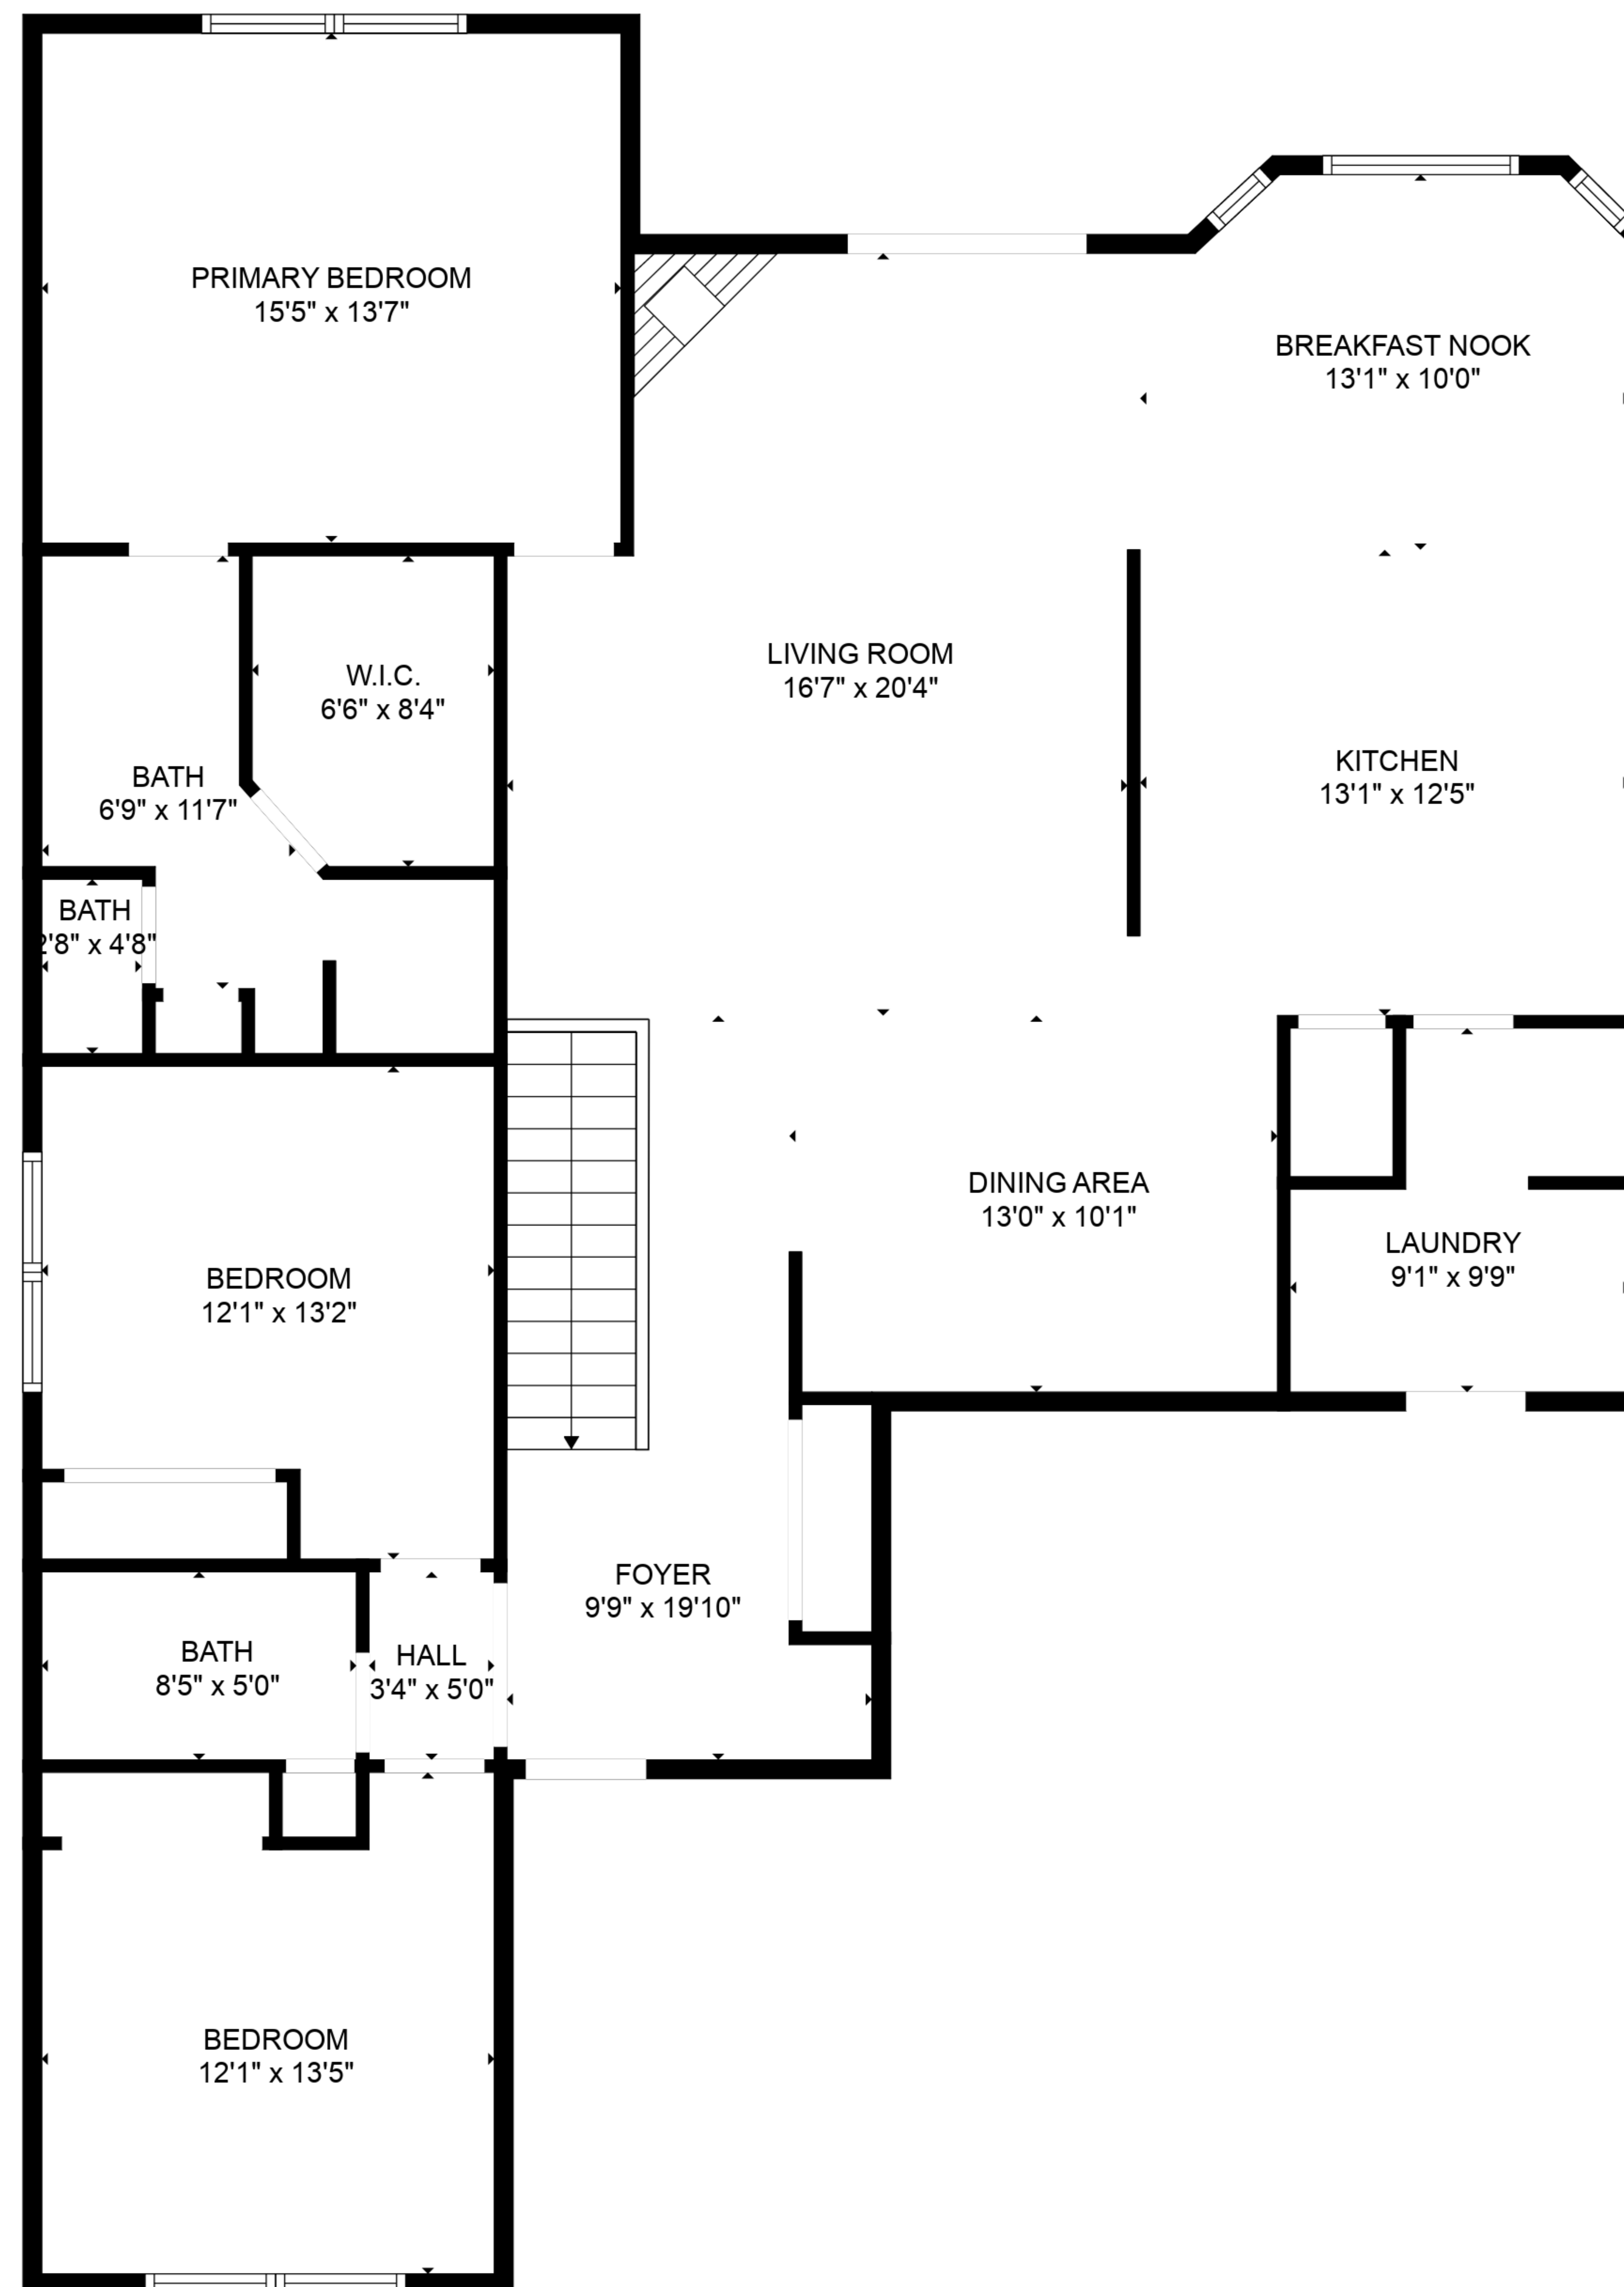 PRIMARY BEDROOM
15'5" x 13'7"
BREAKFAST NOOK
13'1" x 10'0"
LIVING ROOM
16'7" x 20'4"
W.I.C.
6'6" x 8'4"
KITCHEN
13'1" x 12'5"
BATH
6'9" x 11'7"
BATH
2'8" x 4'8"
DINING AREA
13'0" x 10'1"
LAUNDRY
9'1" x 9'9"
BEDROOM
12'1" x 13'2"
FOYER
9'9" x 19'10"
BATH
8'5" x 5'0"
HALL
3'4" x 5'0"
BEDROOM
12'1" x 13'5"